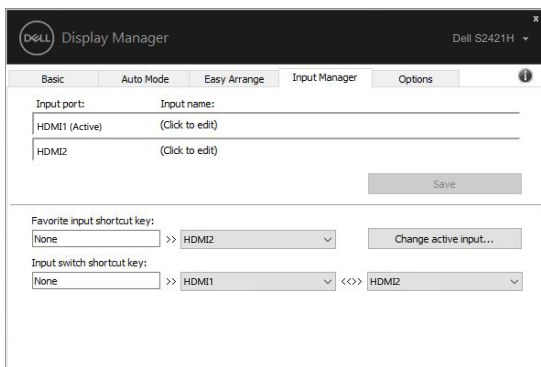 x
DELL Display Manager Dell S2421H
Basic Auto Mode Easy Arrange Input Manager Options i
Input port: Input name:
HDMI1 (Active) (Click to edit)
HDMI2 (Click to edit)
Save
Favorite input shortcut key:
None >> HDMI2 Change active input...
Input switch shortcut key:
None >> HDMI1 <<>> HDMI2